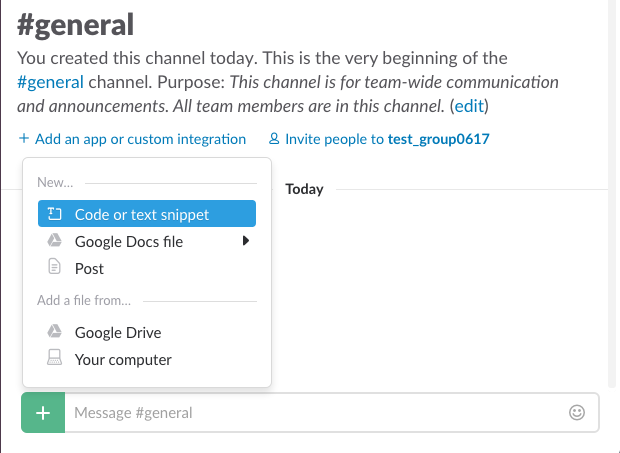 #general
You created this channel today. This is the very beginning of the
#general channel. Purpose: This channel is for team-wide communication
and announcements. All team members are in this channel. (edit)
+ Add an app or custom integration Invite people to test_group0617
New...
Today
Code or text snippet
Google Docs file
Post
Add a file from...
Google Drive
Your computer
+ Message #general